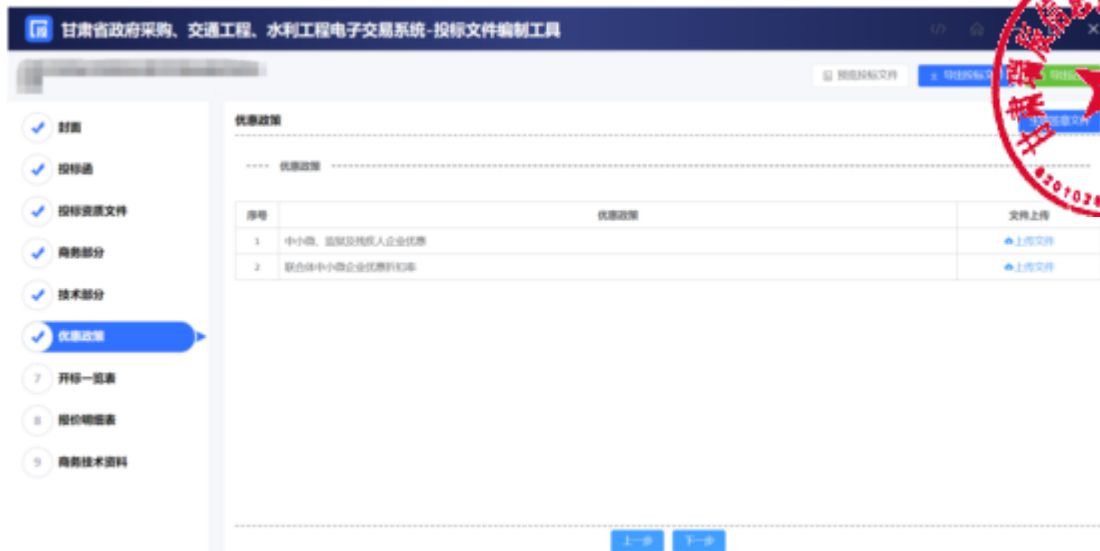 甘肃省政府采购、交通工程、水利工程电子交易系统-投标文件编制工具
预览投标文件
导出投标文
封面
投标函
投标资质文件
商务部分
技术部分
优惠政策
7 开标一览表
8 报价明细表
9 商务技术资料
优惠政策
优惠政策
序号 优惠政策 文件上传
1 中小微、监狱及残疾人企业优惠 上传文件
2 联合体中小微企业优惠折扣率 上传文件
上一步 下一步